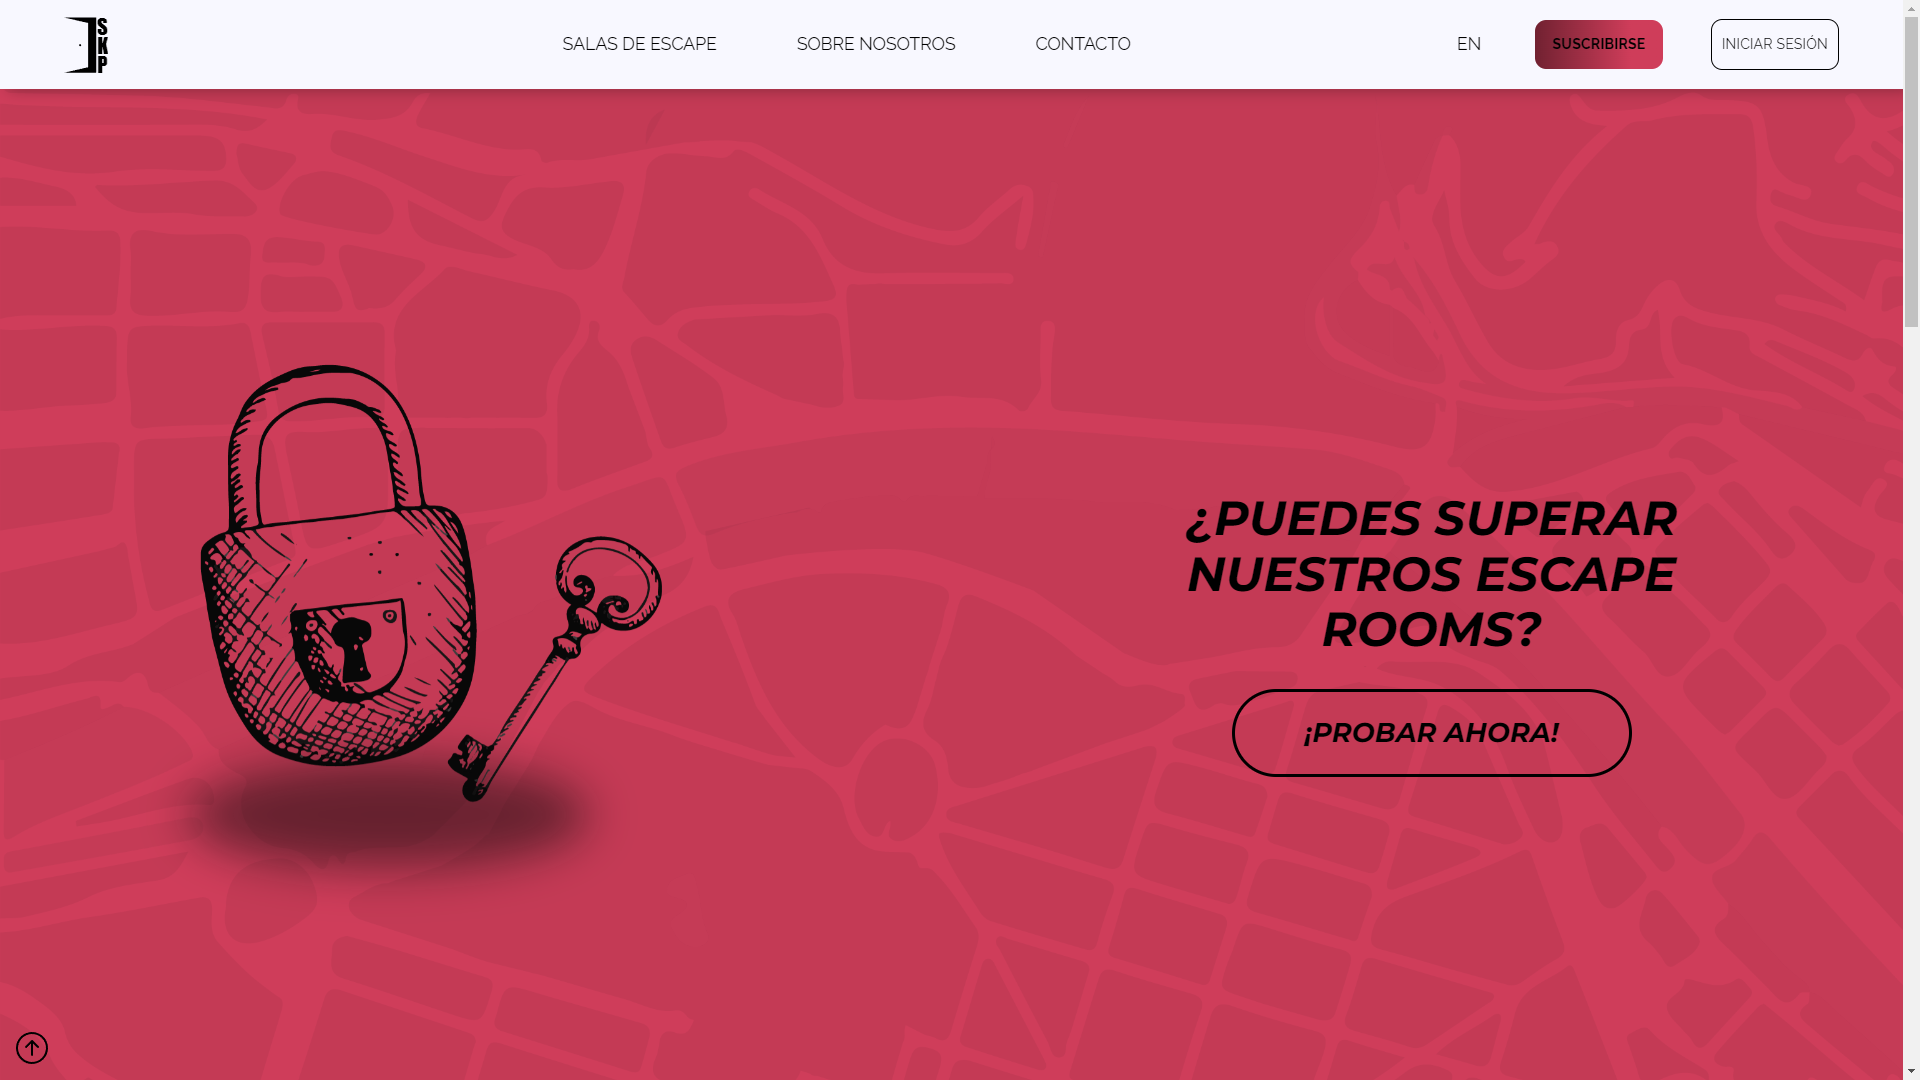 SKP
SALAS DE ESCAPE
SOBRE NOSOTROS
CONTACTO
EN
SUSCRIBIRSE
INICIAR SESIÓN
¿PUEDES SUPERAR
NUESTROS ESCAPE
ROOMS?
¡PROBAR AHORA!